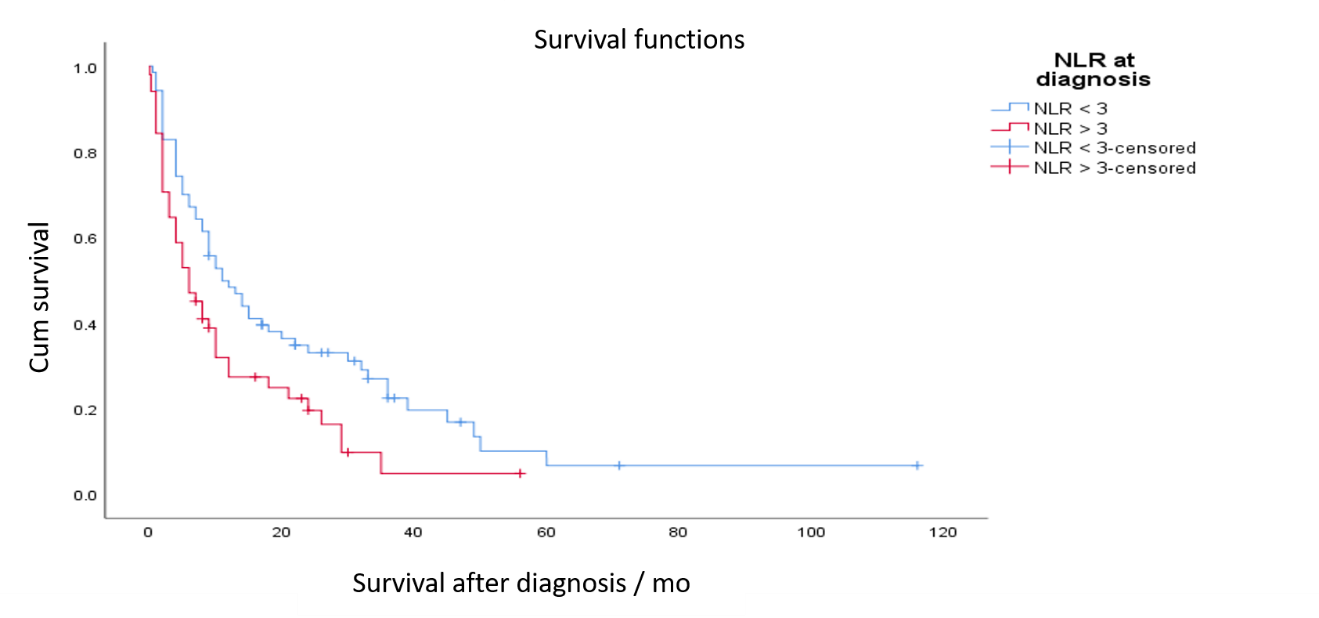 Survival functions
NLR at
diagnosis
NLR < 3
NLR > 3
NLR < 3-censored
NLR > 3-censored
Cum survival
1.0
0.8
0.6
0.4
0.2
0.0
0 20 40 60 80 100 120
Survival after diagnosis / mo